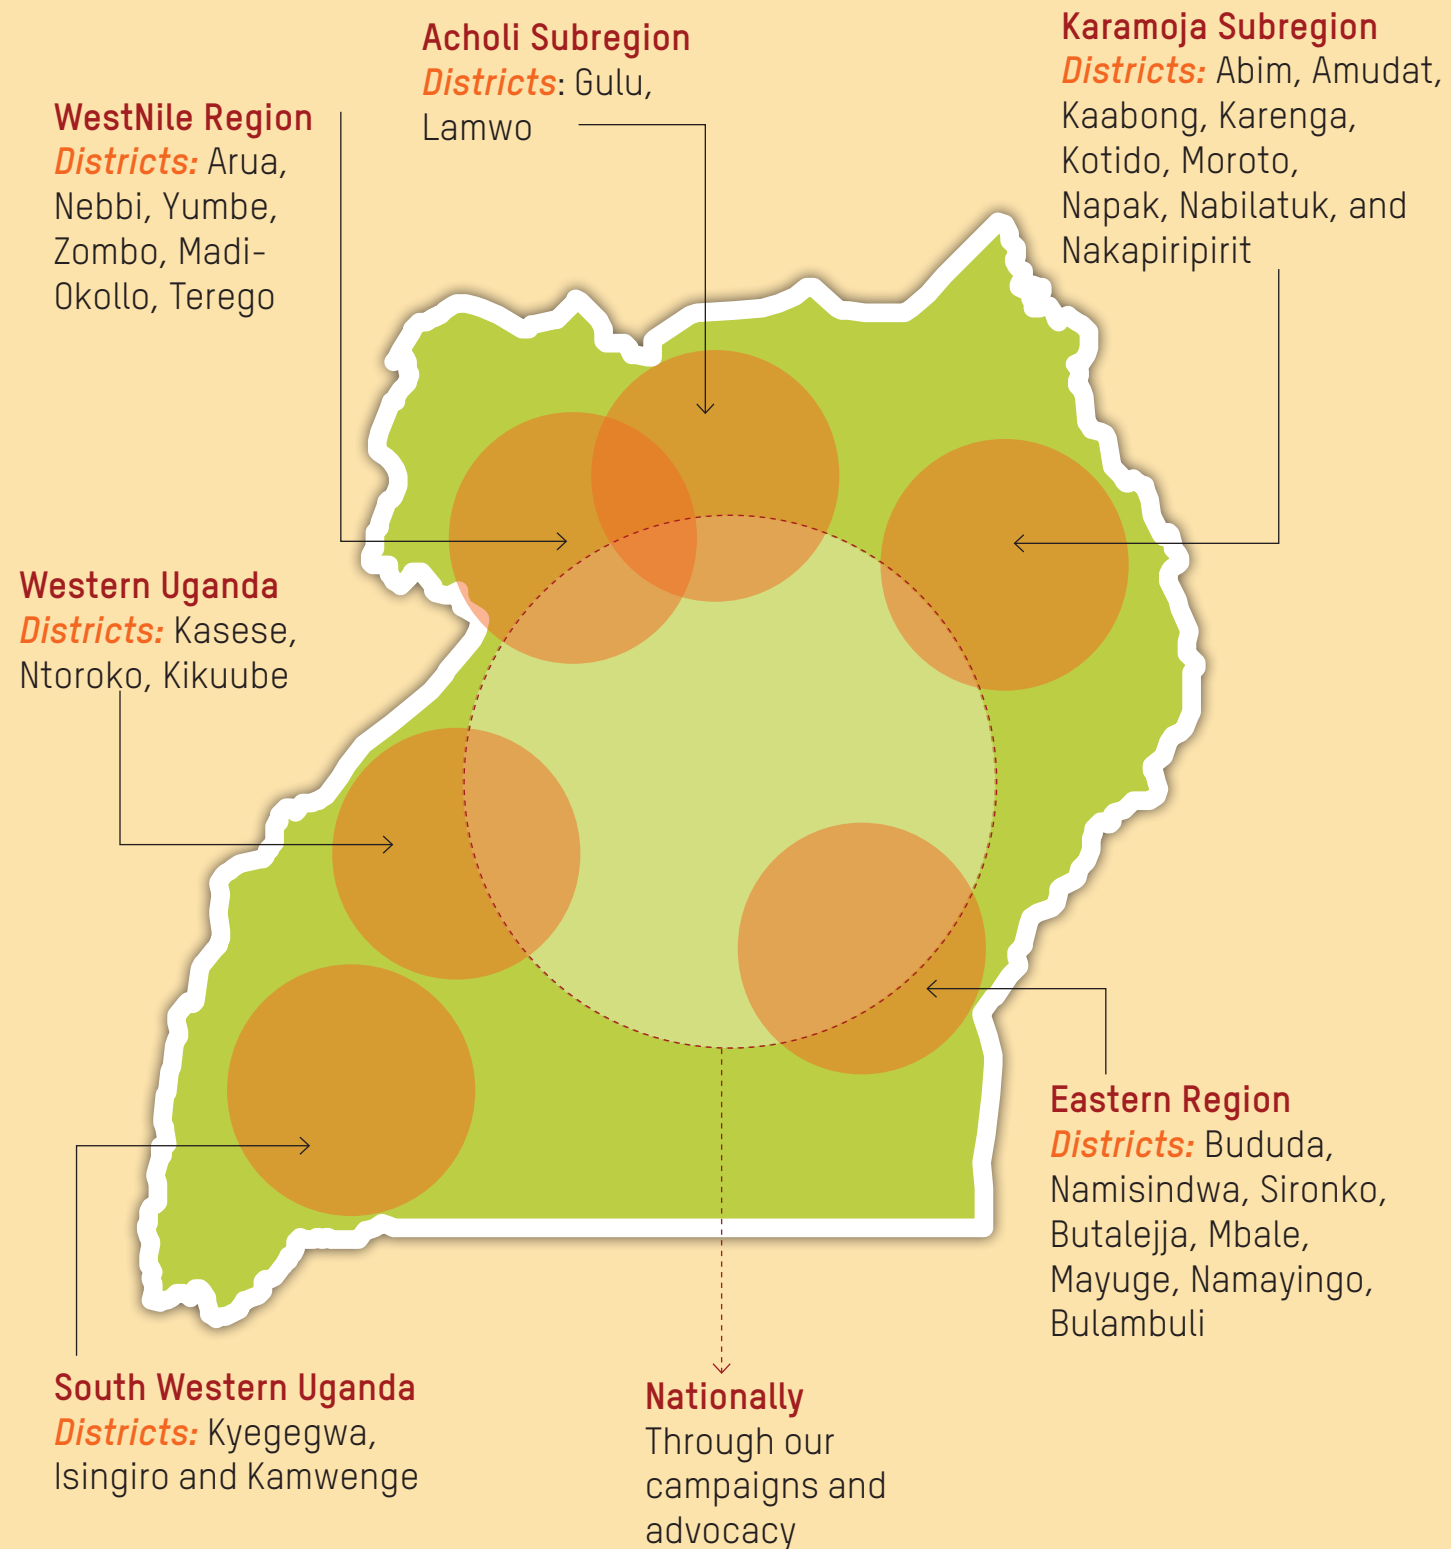 Acholi Subregion
Districts: Gulu,
Lamwo
Karamoja Subregion
Districts: Abim, Amudat,
Kaabong, Karenga,
Kotido, Moroto,
Napak, Nabilatuk, and
Nakapiripirit
WestNile Region
Districts: Arua,
Nebbi, Yumbe,
Zombo, Madi-
Okollo, Terego
Western Uganda
Districts: Kasese,
Ntoroko, Kikuube
Eastern Region
Districts: Bududa,
Namisindwa, Sironko,
Butalejja, Mbale,
Mayuge, Namayingo,
Bulambuli
South Western Uganda
Districts: Kyegegwa,
Isingiro and Kamwenge
Nationally
Through our
campaigns and
advocacy